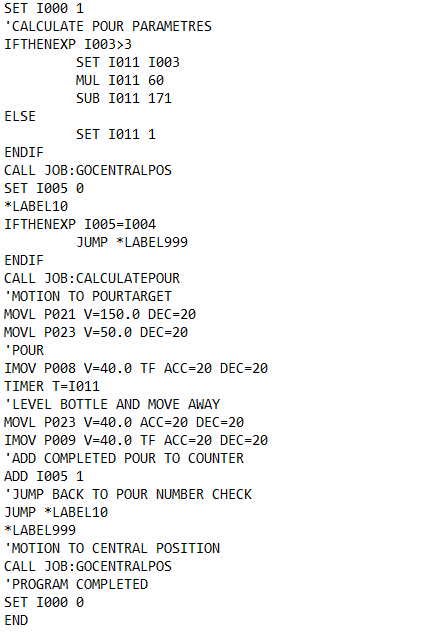 SET I000 1
'CALCULATE POUR PARAMETRES
IFTHENEXP I003>3
SET I011 I003
MUL I011 60
SUB I011 171
ELSE
SET I011 1
ENDIF
CALL JOB:GOCENTRALPOS
SET I005 0
*LABEL10
IFTHENEXP I005=I004
JUMP *LABEL999
ENDIF
CALL JOB:CALCULATEPOUR
'MOTION TO POURTARGET
MOVL P021 V=150.0 DEC=20
MOVL P023 V=50.0 DEC=20
'POUR
IMOV P008 V=40.0 TF ACC=20 DEC=20
TIMER T=I011
'LEVEL BOTTLE AND MOVE AWAY
MOVL P023 V=40.0 ACC=20 DEC=20
IMOV P009 V=40.0 TF ACC=20 DEC=20
'ADD COMPLETED POUR TO COUNTER
ADD I005 1
'JUMP BACK TO POUR NUMBER CHECK
JUMP *LABEL10
*LABEL999
'MOTION TO CENTRAL POSITION
CALL JOB:GOCENTRALPOS
'PROGRAM COMPLETED
SET I000 0
END